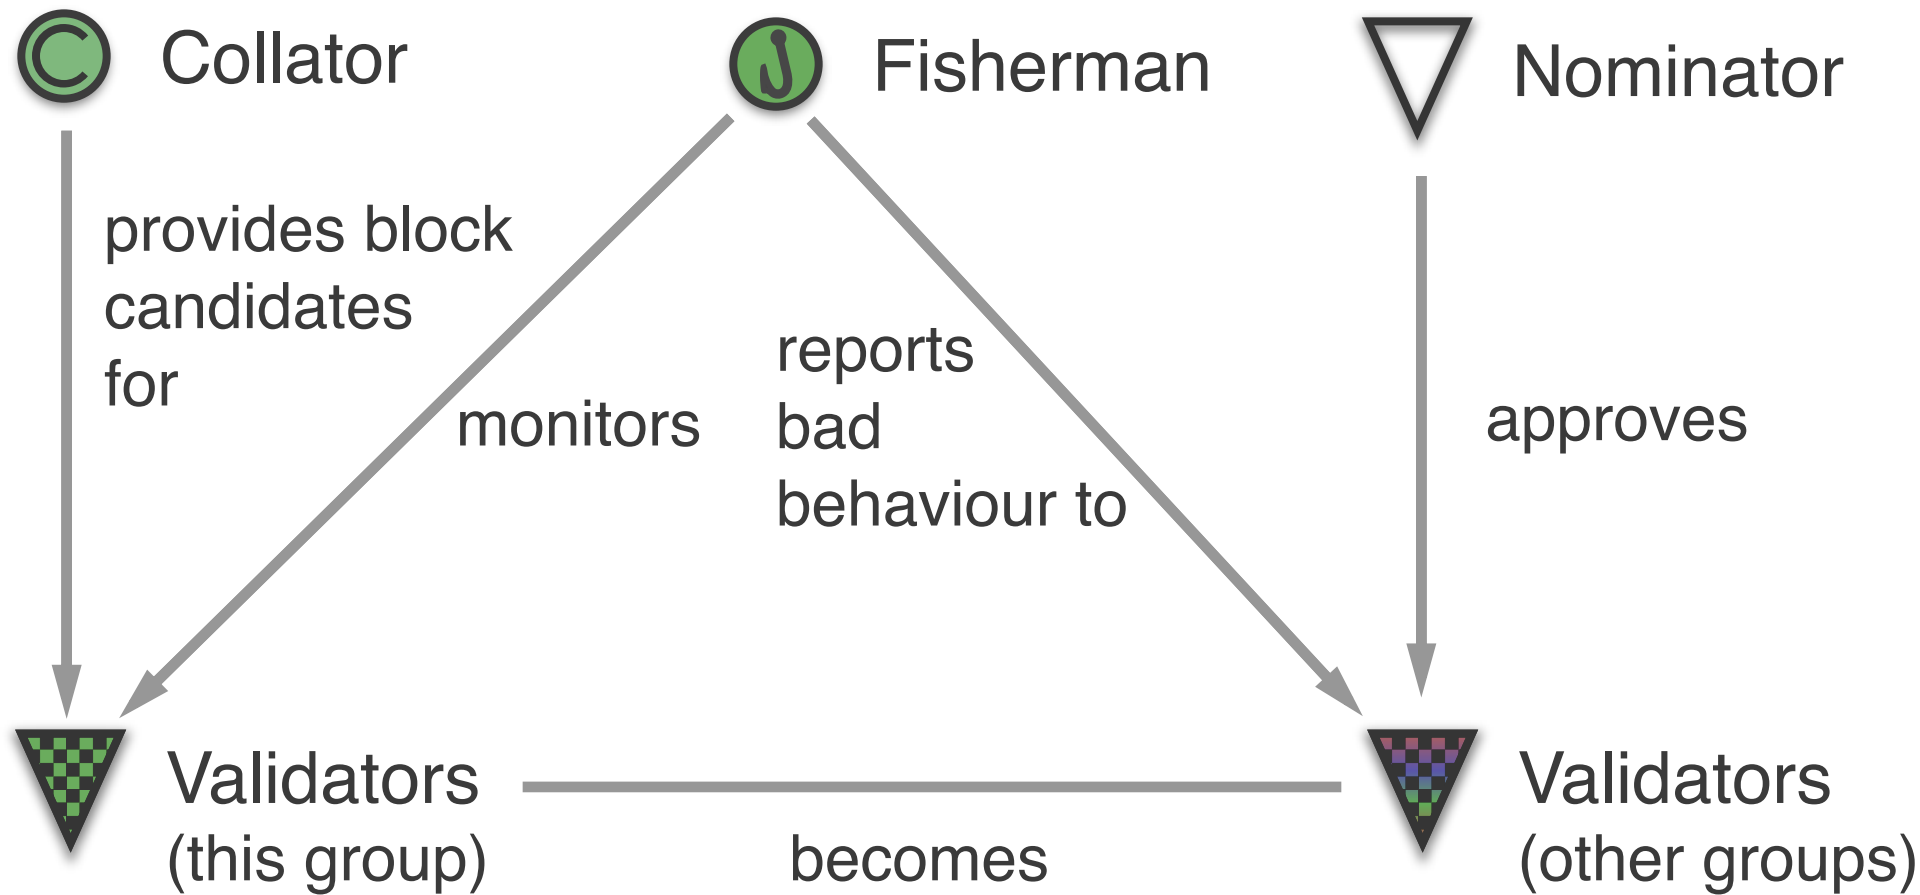 C Collator
Fisherman
Nominator
provides block
candidates
for
monitors
reports
bad
behaviour to
approves
Validators
(this group)
becomes
Validators
(other groups)